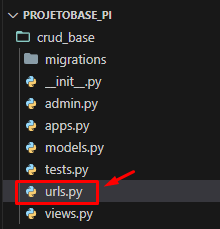 PROJETOBASE_PI
crud_base
migrations
__init__.py
admin.py
apps.py
models.py
tests.py
urls.py
views.py